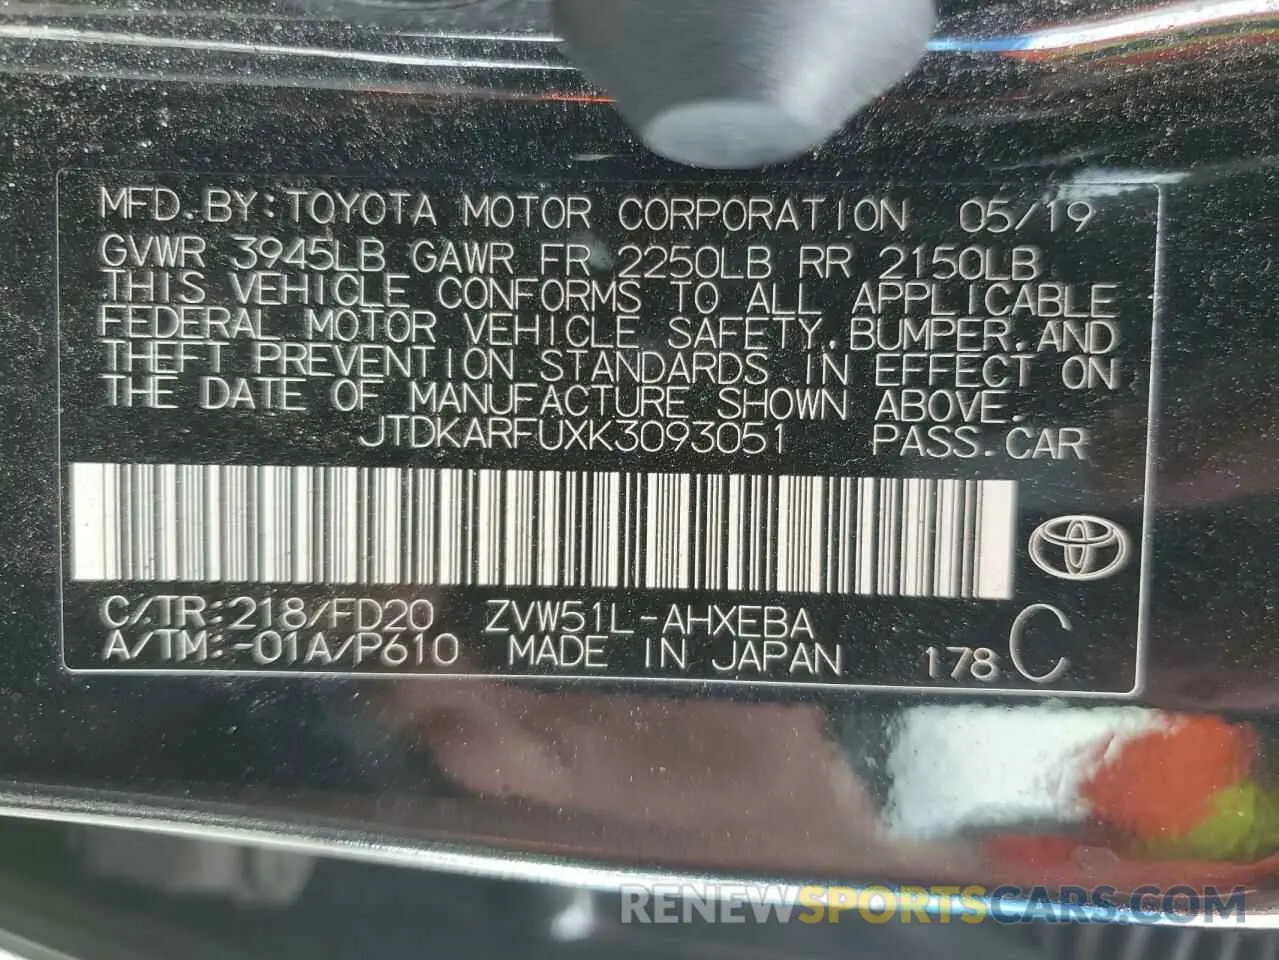 MFD.BY:TOYOTA MOTOR CORPORATION 05/19
GVWR 3945LB GAWR FR 2250LB RR 2150LB
THIS VEHICLE CONFORMS TO ALL APPLICABLE
FEDERAL MOTOR VEHICLE SAFETY,BUMPER,AND
THEFT PREVENTION STANDARDS IN EFFECT ON
THE DATE OF MANUFACTURE SHOWN ABOVE.
JTDKARFUXK3093051 PASS.CAR
C/TR:218/FD20 ZVW51L-AHXEBA
A/TM:-01A/P610 MADE IN JAPAN 178 C
RENEWSPORTSCARS.COM